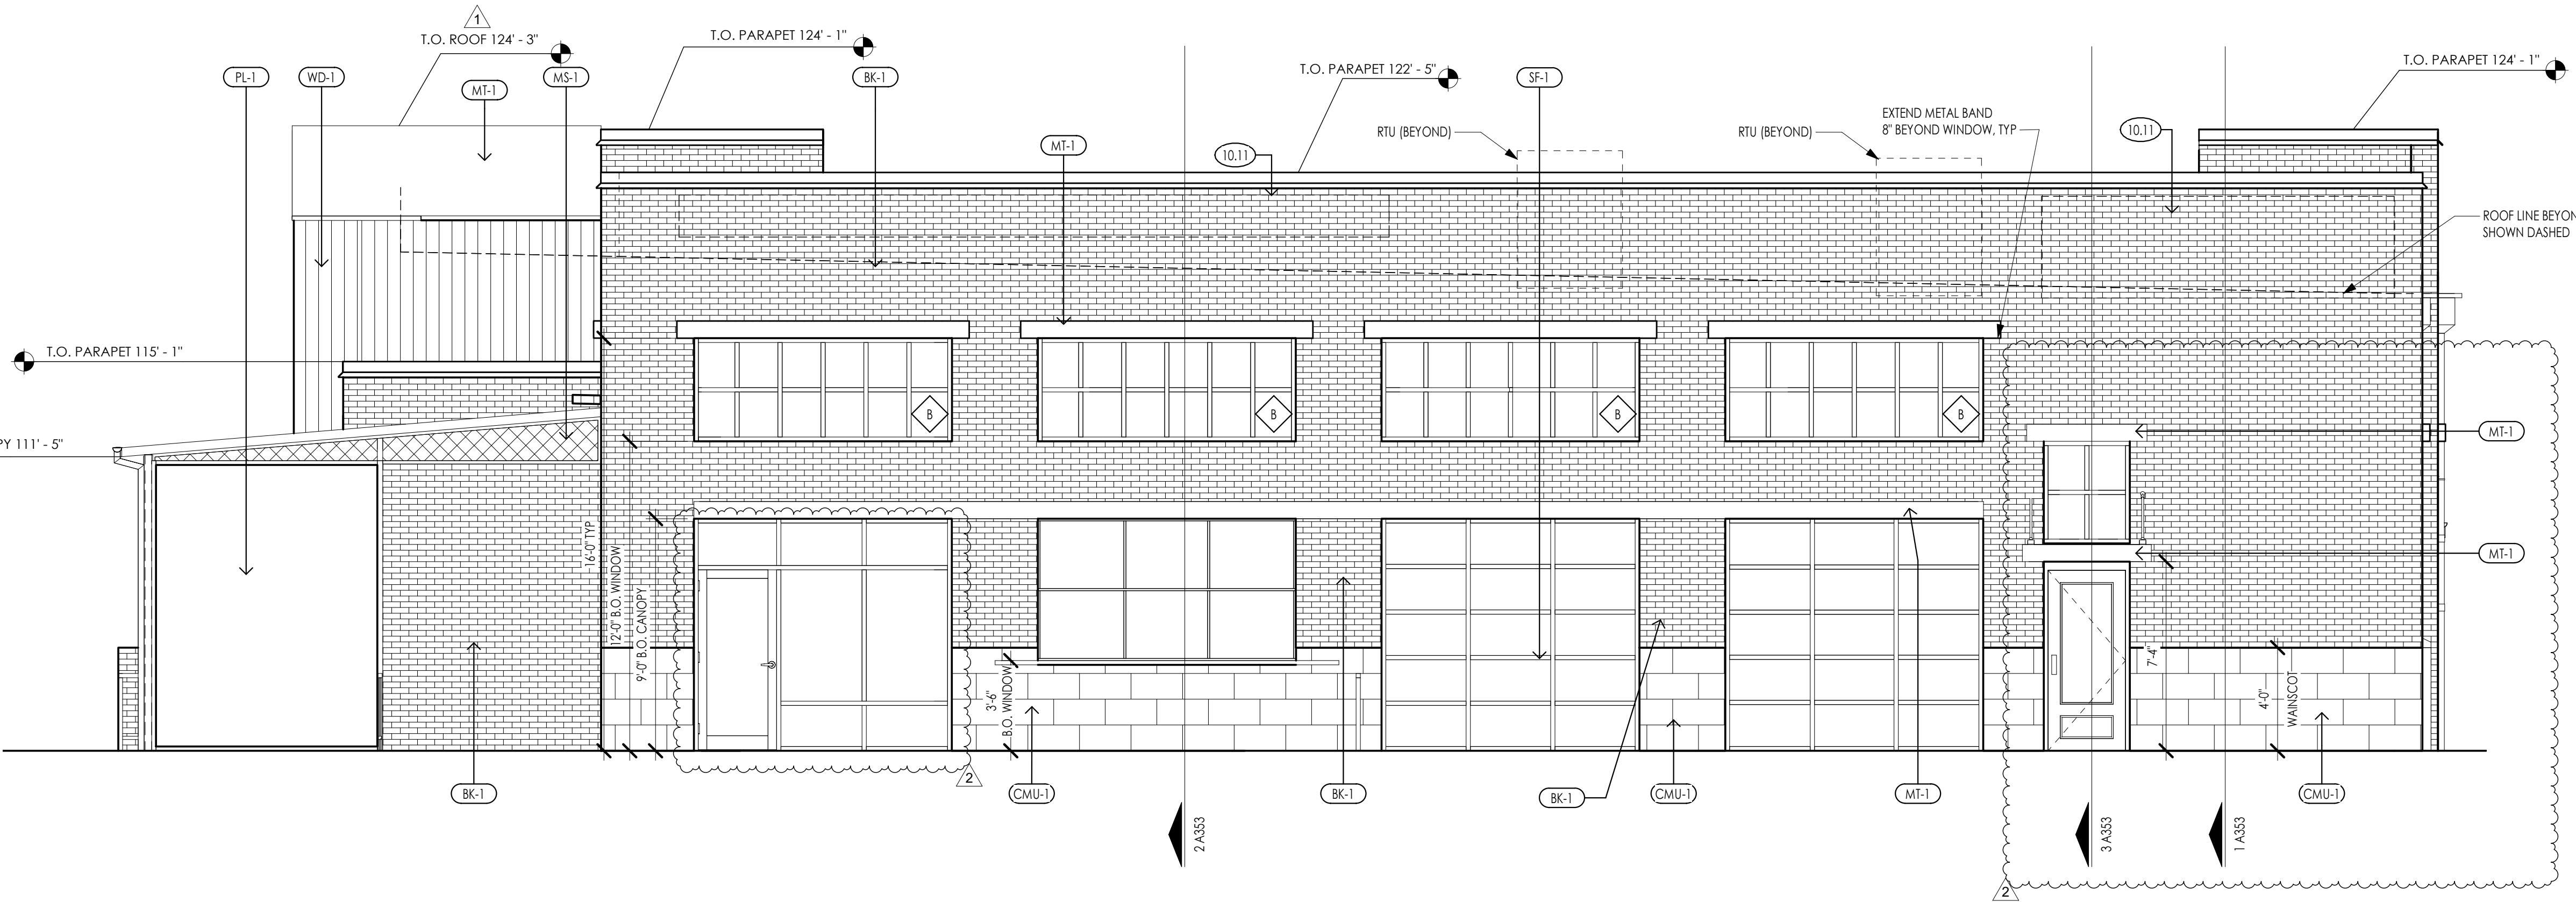 1
T.O. ROOF 124' - 3"
T.O. PARAPET 124' - 1"
T.O. PARAPET 122' - 5"
T.O. PARAPET 124' - 1"
PL-1
WD-1
MT-1
MS-1
BK-1
MT-1
10.11
RTU (BEYOND)
SF-1
RTU (BEYOND)
EXTEND METAL BAND
8" BEYOND WINDOW, TYP
10.11
ROOF LINE BEYON
SHOWN DASHED
T.O. PARAPET 115' - 1"
B
B
B
B
PY 111' - 5"
MT-1
MT-1
16'-0" TYP
12'-0" B.O. WINDOW
9'-0" B.O. CANOPY
3'-6"
B.O. WINDOW
7'-4"
4'-0"
WAINSCOT
2
BK-1
CMU-1
BK-1
BK-1
CMU-1
MT-1
CMU-1
2 A353
3 A353
1 A353
2